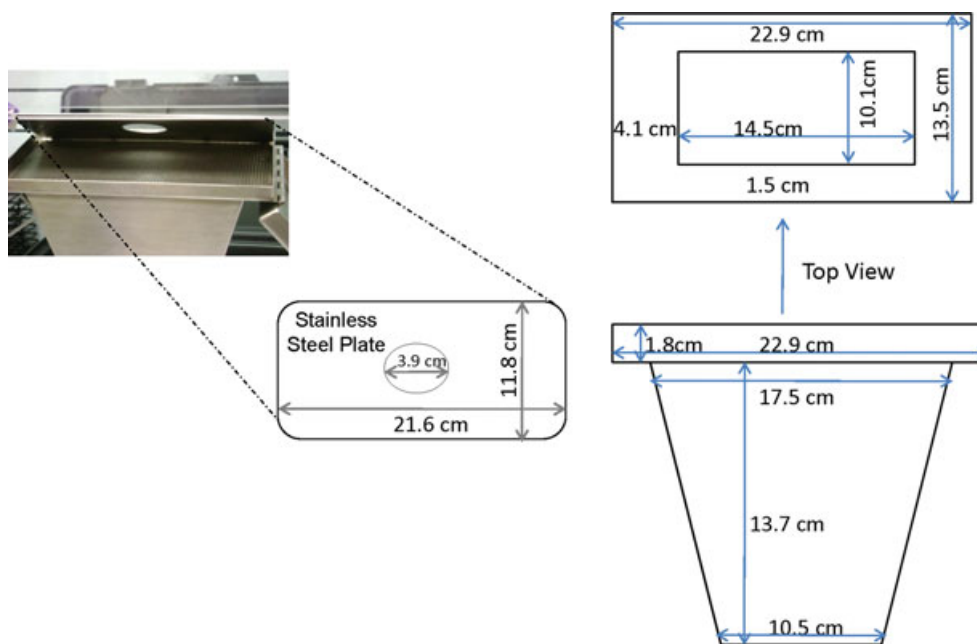 22.9 cm
10.1cm
13.5 cm
4.1 cm
14.5cm
1.5 cm
Top View
Stainless
Steel Plate
3.9 cm
11.8 cm
21.6 cm
1.8cm
22.9 cm
17.5 cm
13.7 cm
10.5 cm